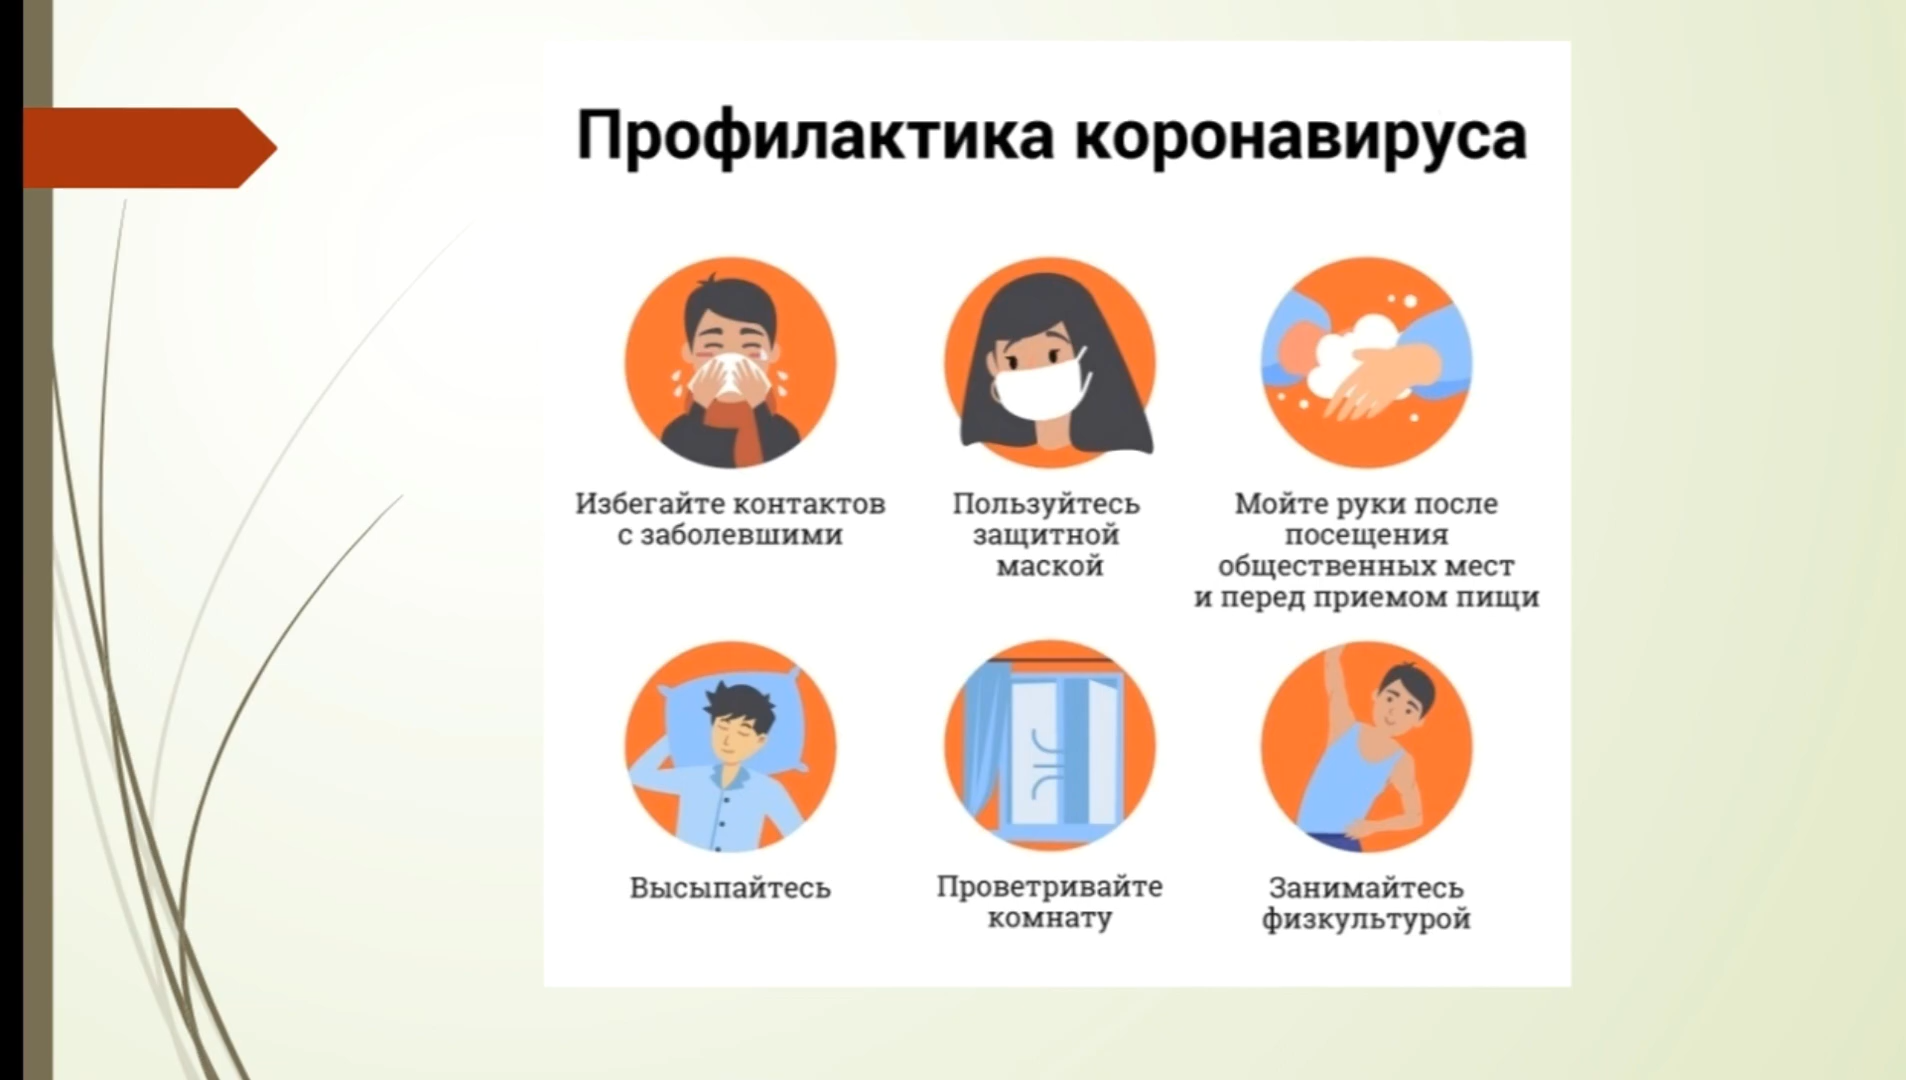 Профилактика коронавируса
Избегайте контактов
с заболевшими
Пользуйтесь
защитной
маской
Мойте руки после
посещения
общественных мест
и перед приемом пищи
Высыпайтесь
Проветривайте
комнату
Занимайтесь
физкультурой